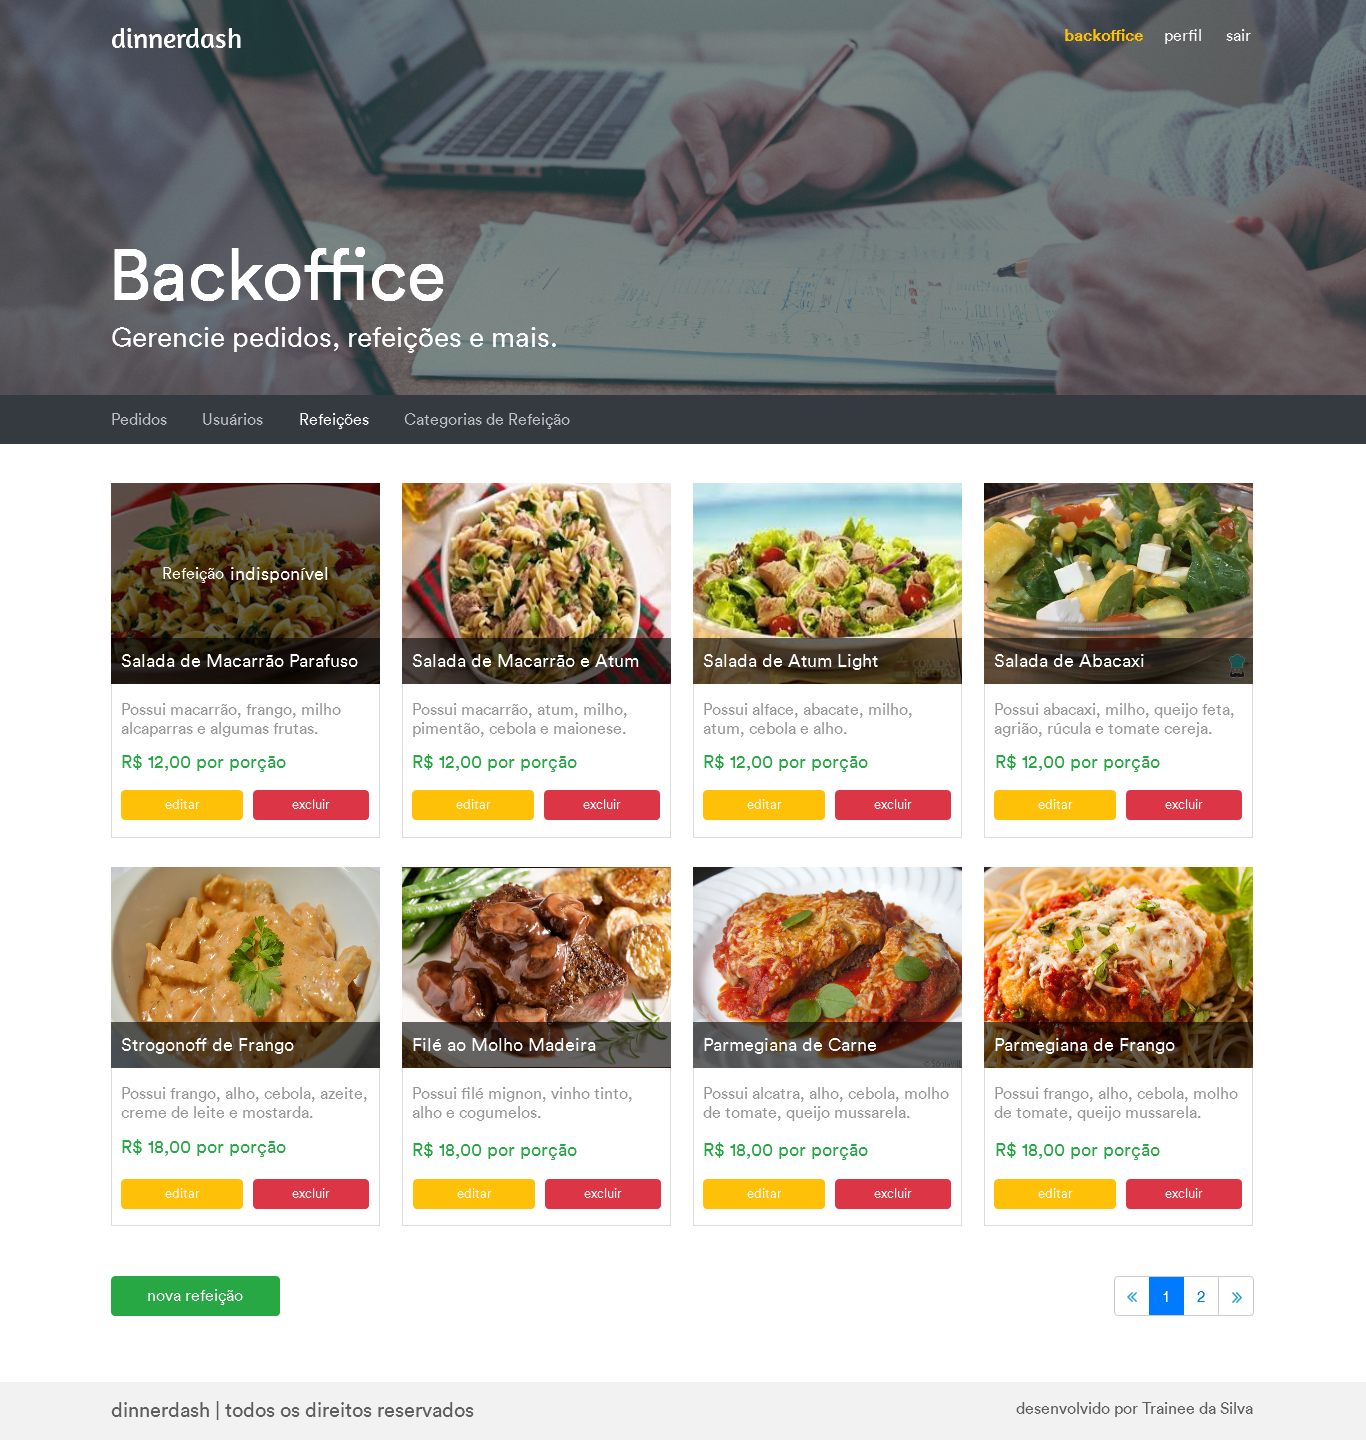 dinnerdash
backoffice perfil sair
Backoffice
Gerencie pedidos, refeições e mais.
Pedidos Usuários Refeições Categorias de Refeição
Refeição indisponível
Salada de Macarrão Parafuso
Possui macarrão, frango, milho
alcaparras e algumas frutas.
R$ 12,00 por porção
editar excluir
Salada de Macarrão e Atum
Possui macarrão, atum, milho,
pimentão, cebola e maionese.
R$ 12,00 por porção
editar excluir
Salada de Atum Light
Possui alface, abacate, milho,
atum, cebola e alho.
R$ 12,00 por porção
editar excluir
Salada de Abacaxi
Possui abacaxi, milho, queijo feta,
agrião, rúcula e tomate cereja.
R$ 12,00 por porção
editar excluir
Strogonoff de Frango
Possui frango, alho, cebola, azeite,
creme de leite e mostarda.
R$ 18,00 por porção
editar excluir
Filé ao Molho Madeira
Possui filé mignon, vinho tinto,
alho e cogumelos.
R$ 18,00 por porção
editar excluir
Parmegiana de Carne
Possui alcatra, alho, cebola, molho
de tomate, queijo mussarela.
R$ 18,00 por porção
editar excluir
Parmegiana de Frango
Possui frango, alho, cebola, molho
de tomate, queijo mussarela.
R$ 18,00 por porção
editar excluir
nova refeição
« 1 2 »
dinnerdash | todos os direitos reservados
desenvolvido por Trainee da Silva